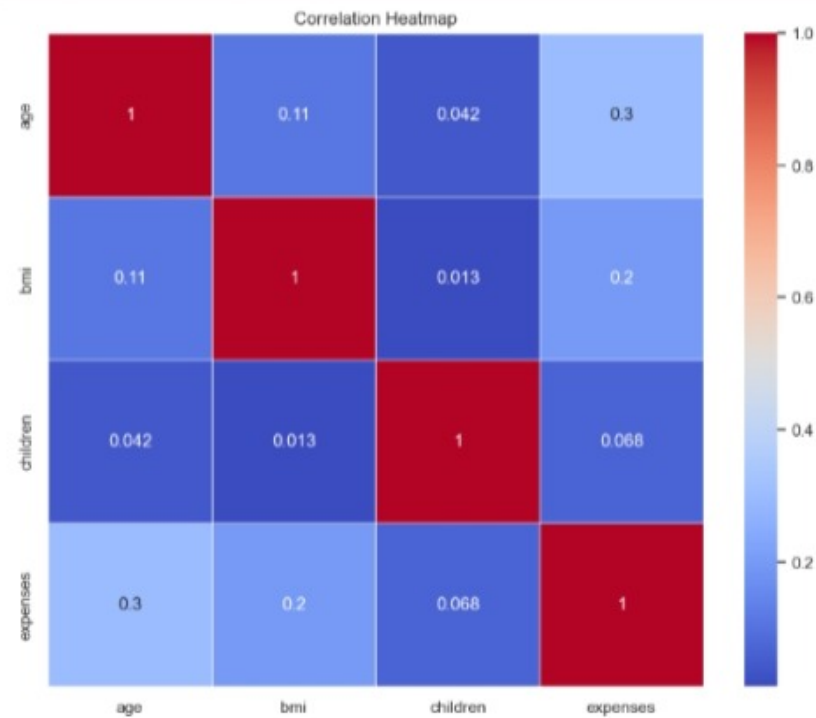 Correlation Heatmap
1.0
age
1 0.11 0.042 0.3
0.8
bmi
0.11 1 0.013 0.2
0.6
children
0.042 0.013 1 0.068
0.4
expenses
0.3 0.2 0.068 1
0.2
age bmi children expenses